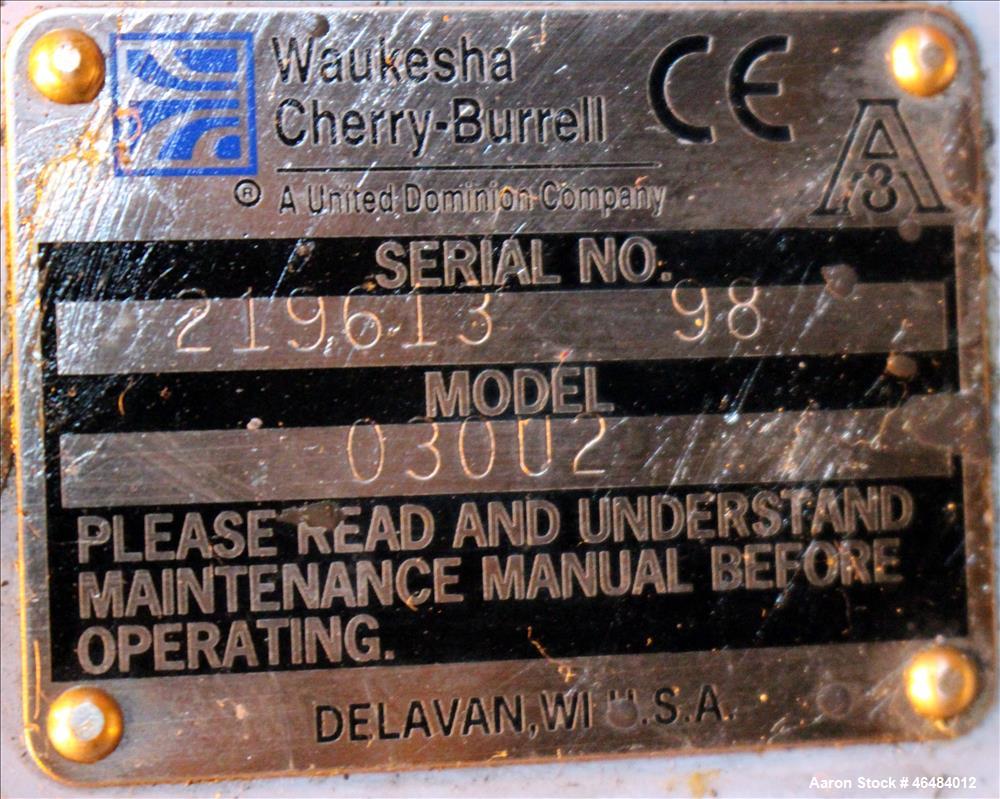 Waukesha
Cherry-Burrell
CE
® A United Dominion Company
A
3
SERIAL NO.
219613 98
MODEL
030U2
PLEASE READ AND UNDERSTAND
MAINTENANCE MANUAL BEFORE
OPERATING.
DELAVAN, WI U.S.A.
Aaron Stock # 46484012